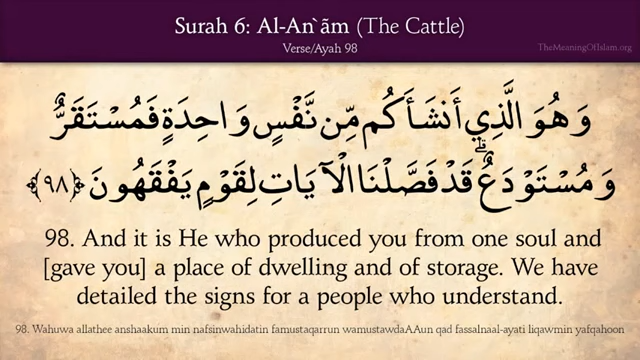 Surah 6: Al-An`ãm (The Cattle)
Verse/Ayah 98
TheMeaningOfIslam.org
وَهُوَ الَّذِي أَنشَأَكُم مِّن نَّفْسٍ وَاحِدَةٍ فَمُسْتَقَرٌّ
وَمُسْتَوْدَعٌ ۗ قَدْ فَصَّلْنَا الْآيَاتِ لِقَوْمٍ يَفْقَهُونَ ﴿٩٨﴾
98. And it is He who produced you from one soul and
[gave you] a place of dwelling and of storage. We have
detailed the signs for a people who understand.
98. Wahuwa allathee anshaakum min nafsinwahidatin famustaqarrun wamustawdaAAun qad fassalnaal-ayati liqawmin yafqahoon